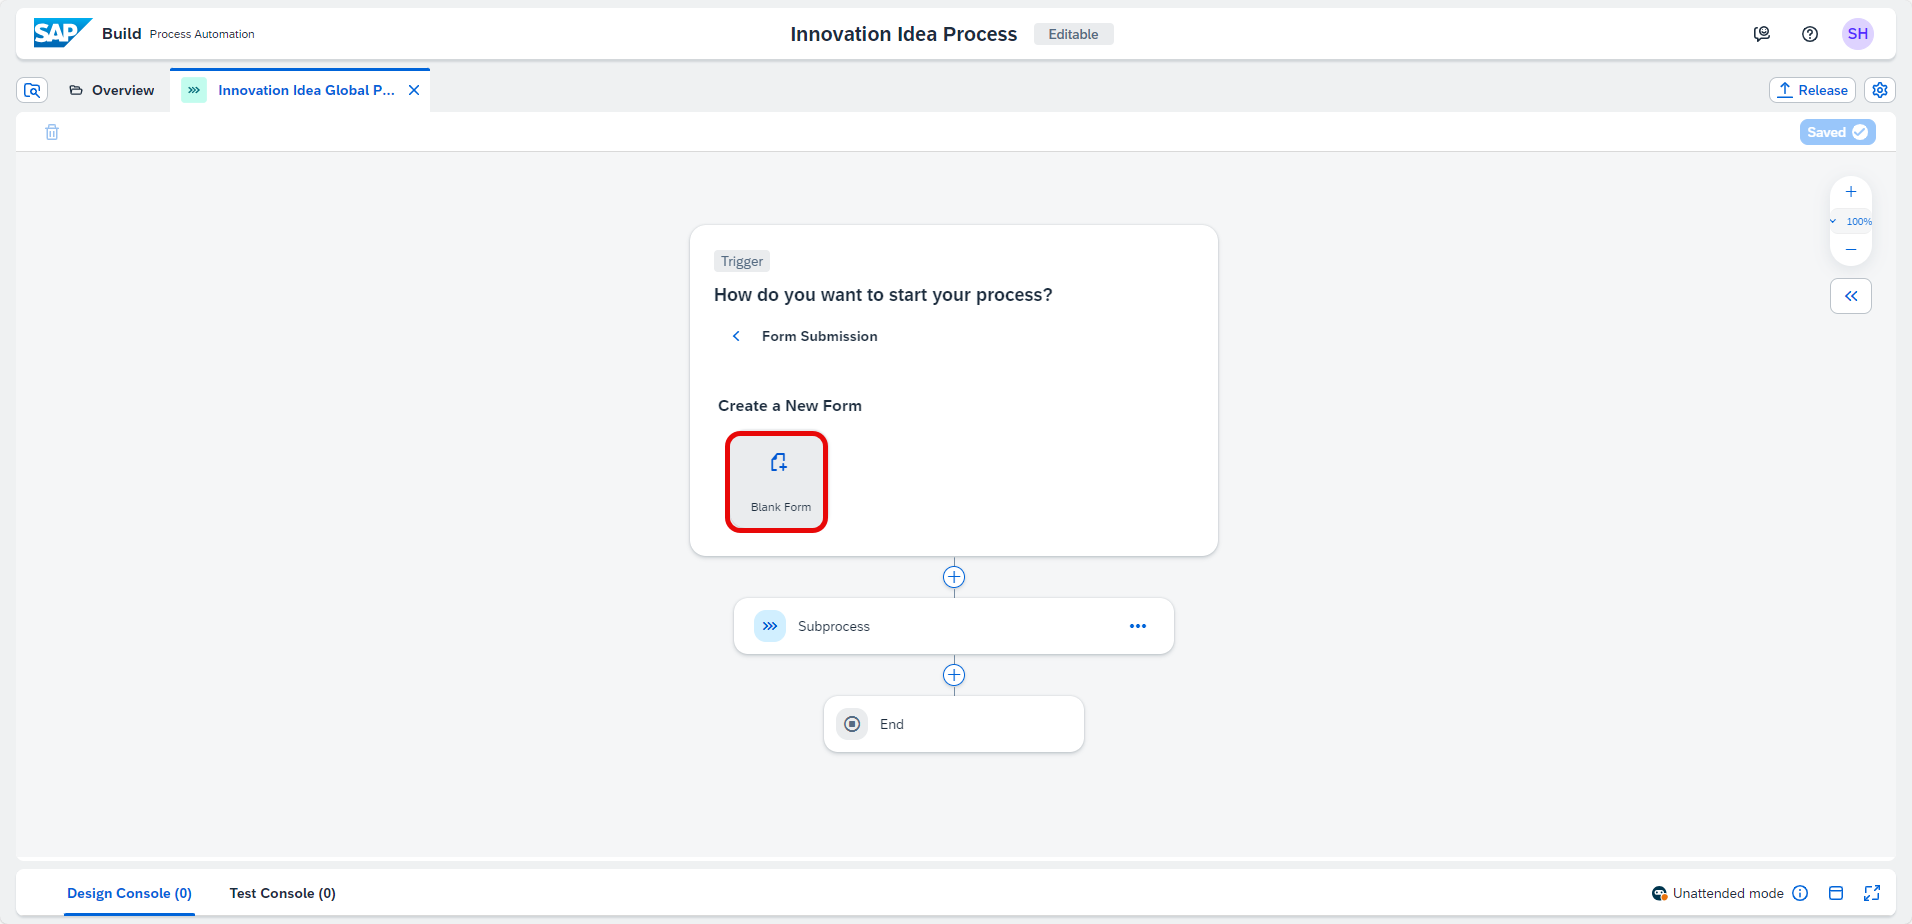 SAP Build Process Automation
Innovation Idea Process Editable
SH
Overview
Innovation Idea Global P...
Release
Saved
100%
Trigger
How do you want to start your process?
Form Submission
Create a New Form
Blank Form
Subprocess
End
Design Console (0)
Test Console (0)
Unattended mode